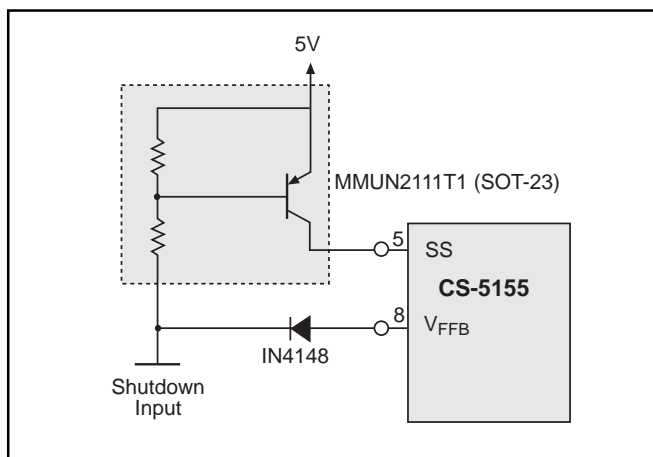 5V
MMUN2111T1 (SOT-23)
5
SS
CS-5155
8
VFFB
IN4148
Shutdown
Input